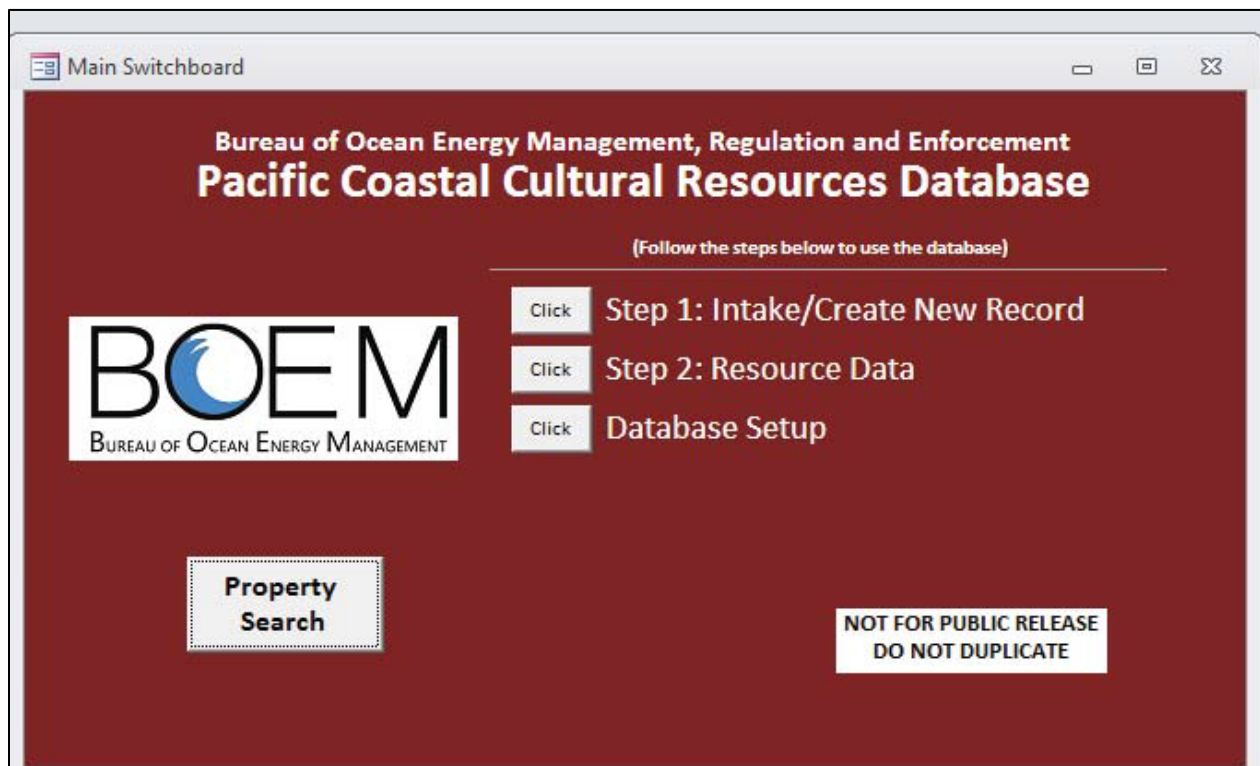 Main Switchboard
Bureau of Ocean Energy Management, Regulation and Enforcement
Pacific Coastal Cultural Resources Database
(Follow the steps below to use the database)
Click Step 1: Intake/Create New Record
Click Step 2: Resource Data
Click Database Setup
BOEM
BUREAU OF OCEAN ENERGY MANAGEMENT
Property
Search
NOT FOR PUBLIC RELEASE
DO NOT DUPLICATE